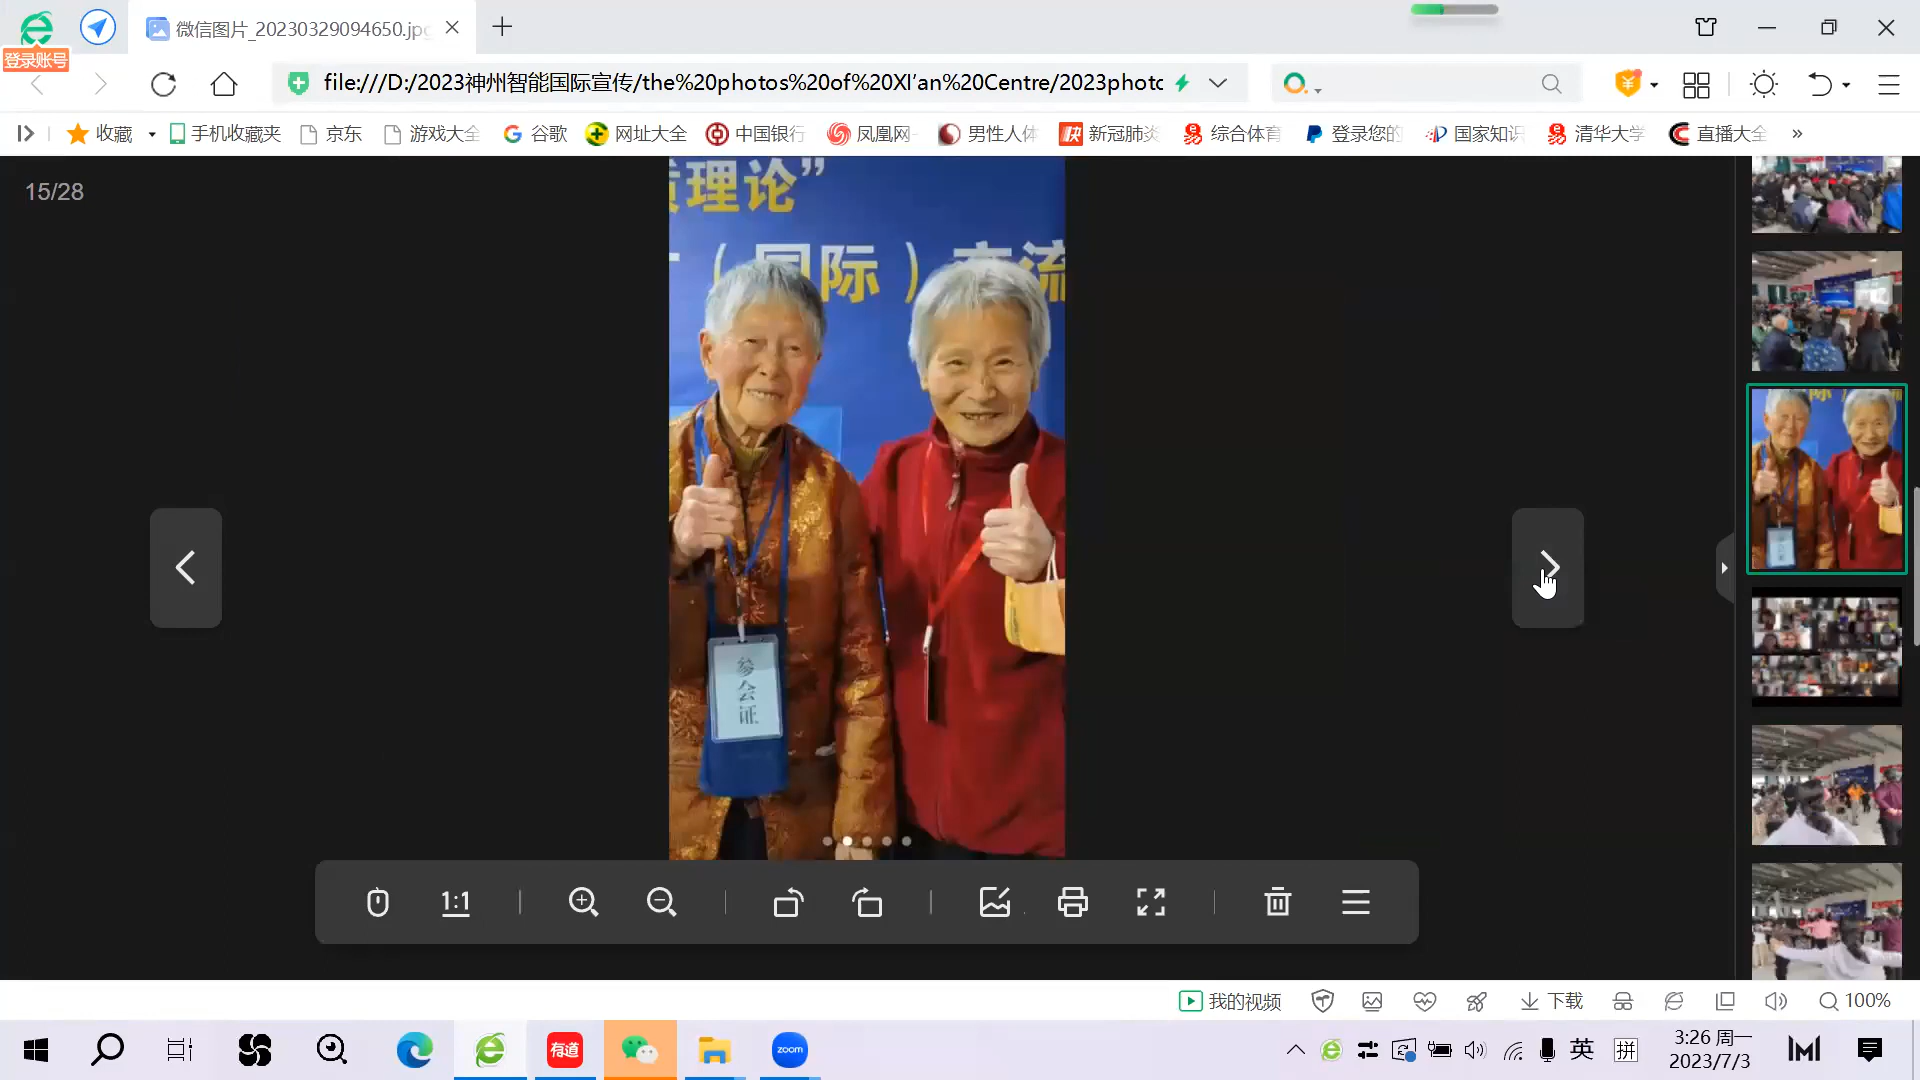 微信图片_20230329094650.jpg
登录账号
file:///D:/2023神州智能国际宣传/the%20photos%20of%20XI'an%20Centre/2023photo
收藏 手机收藏夹 京东 游戏大全 谷歌 网址大全 中国银行 凤凰网 男性人体 新冠肺炎 综合体育 登录您的 国家知识 清华大学 直播大全 »
15/28
理论”
（国际）交流
参会证
1:1
我的视频 下载 100%
有道 zoom 英 拼 3:26 周一
2023/7/3